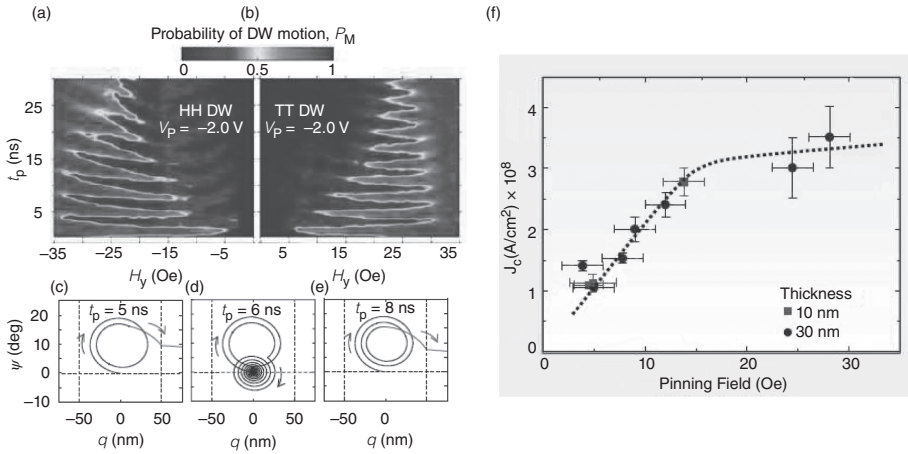 (a)
(b)
Probability of DW motion, P_M
0 0.5 1
HH DW
V_P = −2.0 V
TT DW
V_P = −2.0 V
t_p (ns)
25
20
15
10
5
−35 −25 −15 −5
5 15 25 35
H_y (Oe)
H_y (Oe)
(c)
(d)
(e)
t_p = 5 ns
t_p = 6 ns
t_p = 8 ns
ψ (deg)
20
10
0
−10
−50 0 50
−50 0 50
−50 0 50
q (nm)
q (nm)
q (nm)
(f)
J_c(A/cm²) × 10⁸
4
3
2
1
0
Thickness
10 nm
30 nm
0 10 20 30
Pinning Field (Oe)